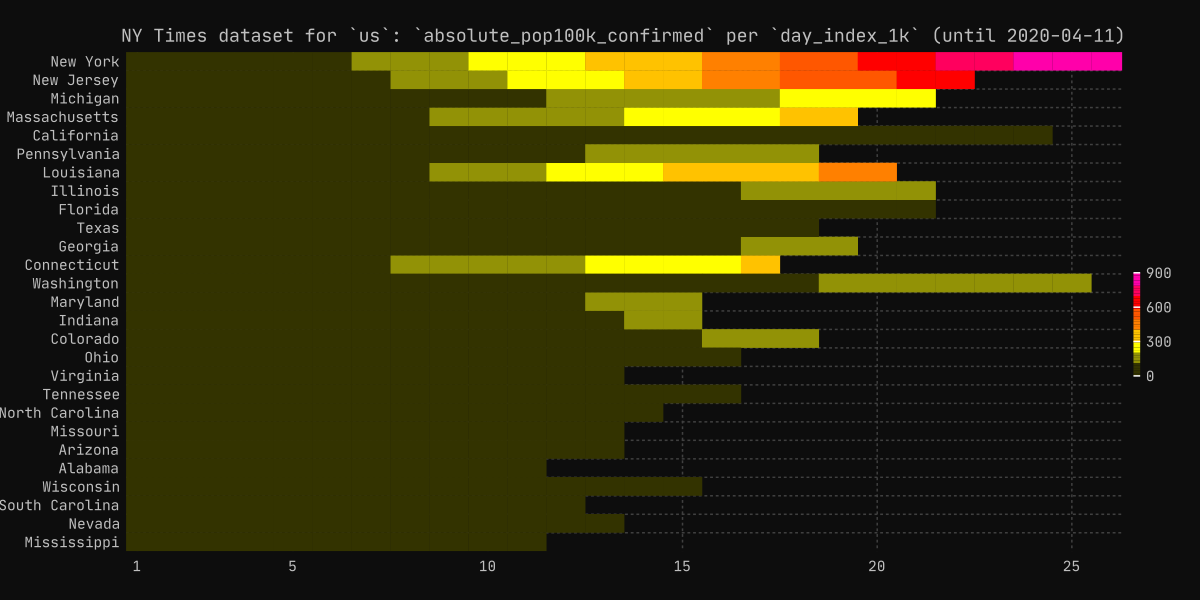 NY Times dataset for `us`: `absolute_pop100k_confirmed` per `day_index_1k` (until 2020-04-11)
New York
New Jersey
Michigan
Massachusetts
California
Pennsylvania
Louisiana
Illinois
Florida
Texas
Georgia
Connecticut
Washington
Maryland
Indiana
Colorado
Ohio
Virginia
Tennessee
North Carolina
Missouri
Arizona
Alabama
Wisconsin
South Carolina
Nevada
Mississippi
1 5 10 15 20 25
900
600
300
0